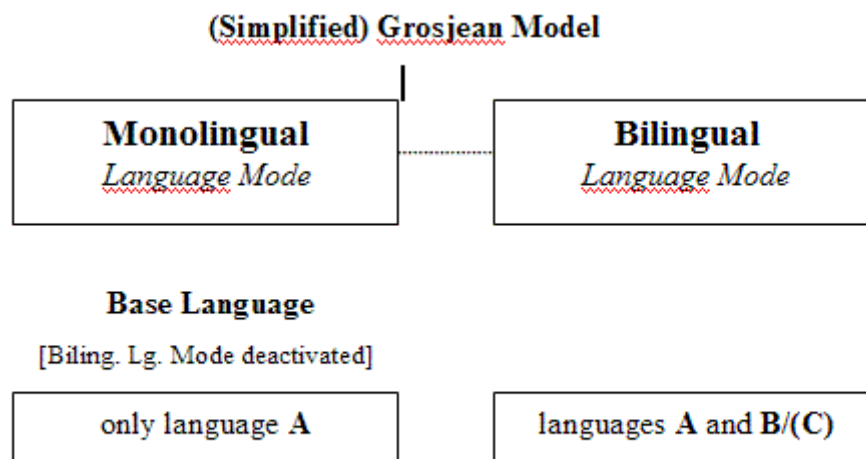 (Simplified) Grosjean Model
Monolingual
Language Mode
Bilingual
Language Mode
Base Language
[Biling. Lg. Mode deactivated]
only language A
languages A and B/(C)